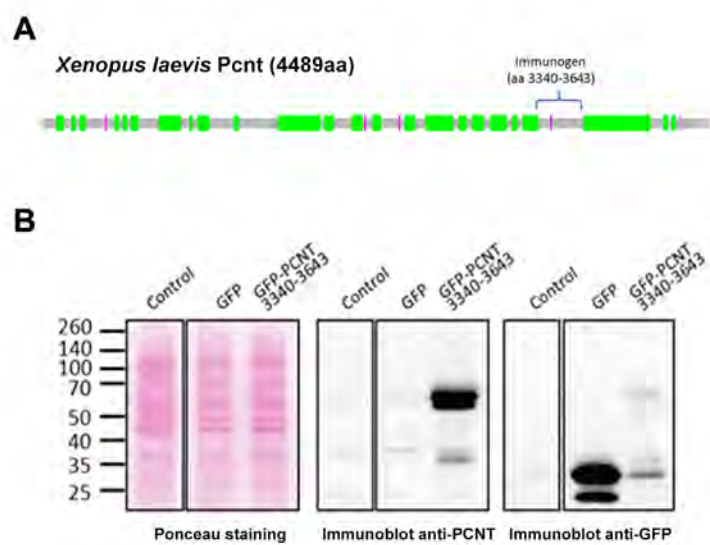 A
Xenopus laevis Pcnt (4489aa)
Immunogen
(aa 3340-3643)
B
Control
GFP
GFP-PCNT
3340-3643
Control
GFP
GFP-PCNT
3340-3643
Control
GFP
GFP-PCNT
3340-3643
260
140
100
70
50
40
35
25
Ponceau staining
Immunoblot anti-PCNT
Immunoblot anti-GFP